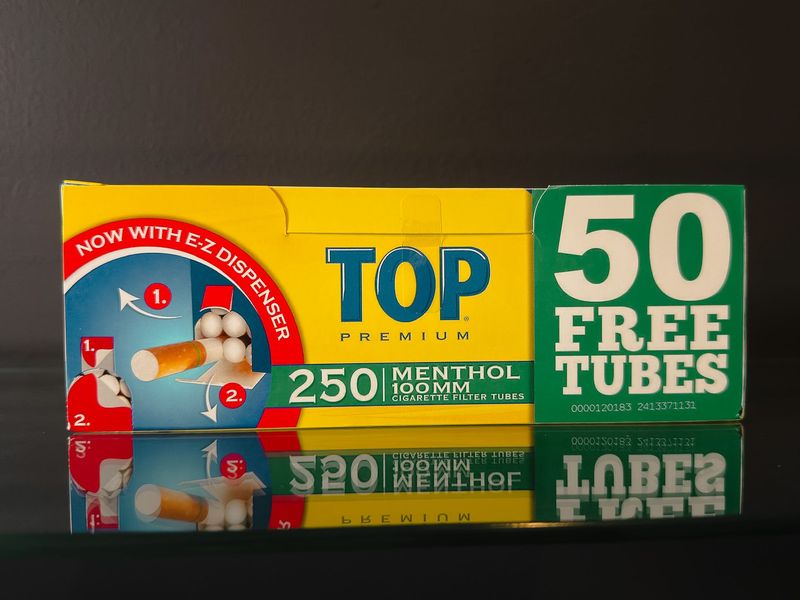 NOW WITH E-Z DISPENSER
1.
2.
1.
2.
TOP®
PREMIUM
250 MENTHOL
100MM
CIGARETTE FILTER TUBES
50
FREE
TUBES
0000120183 2413371131